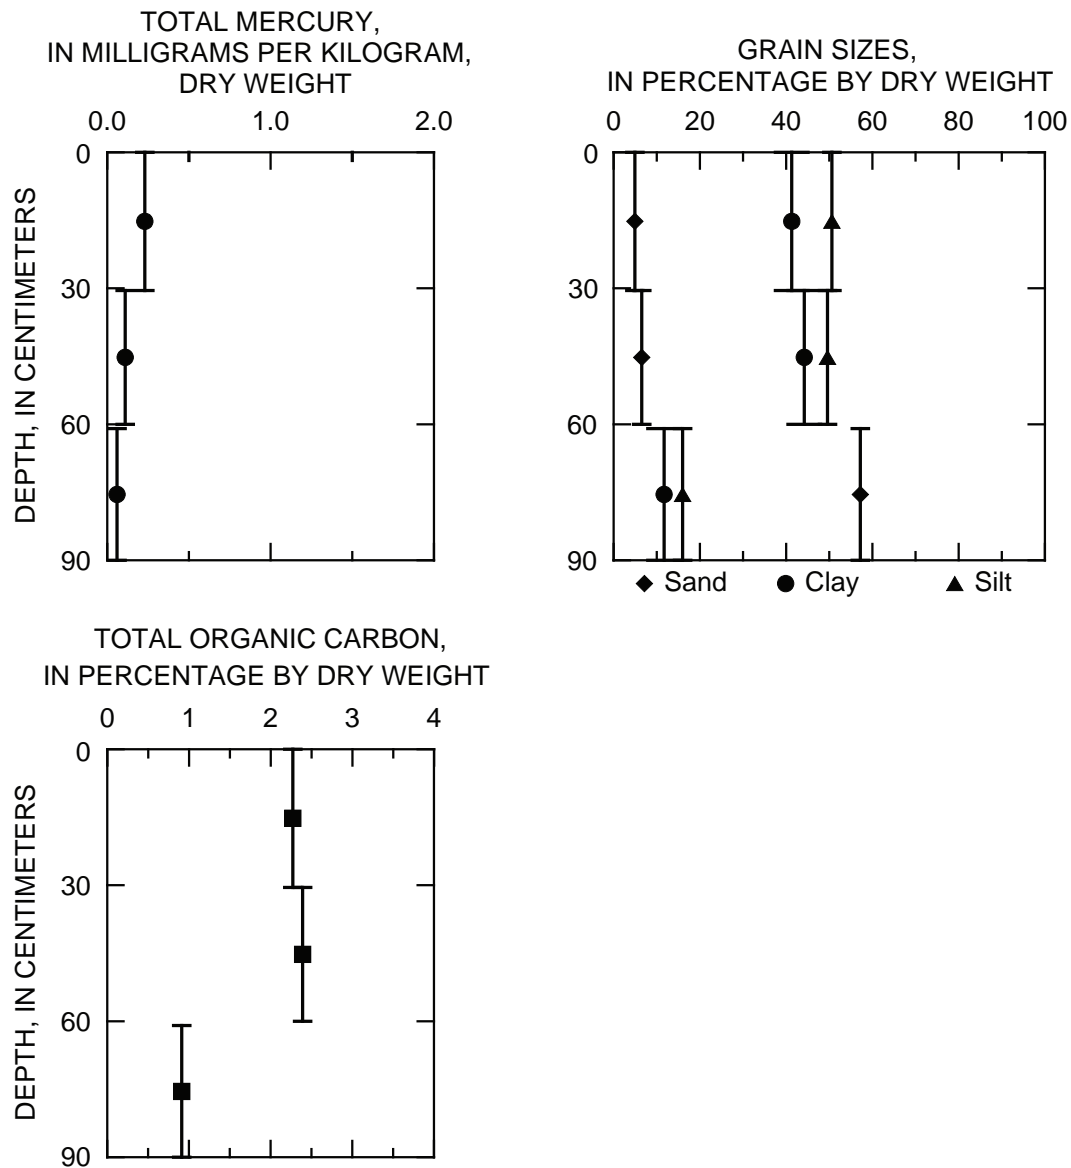 TOTAL MERCURY,
IN MILLIGRAMS PER KILOGRAM,
DRY WEIGHT
0.0 1.0 2.0
0
30
60
90
DEPTH, IN CENTIMETERS
GRAIN SIZES,
IN PERCENTAGE BY DRY WEIGHT
0 20 40 60 80 100
0
30
60
90
Sand Clay Silt
TOTAL ORGANIC CARBON,
IN PERCENTAGE BY DRY WEIGHT
0 1 2 3 4
0
30
60
90
DEPTH, IN CENTIMETERS